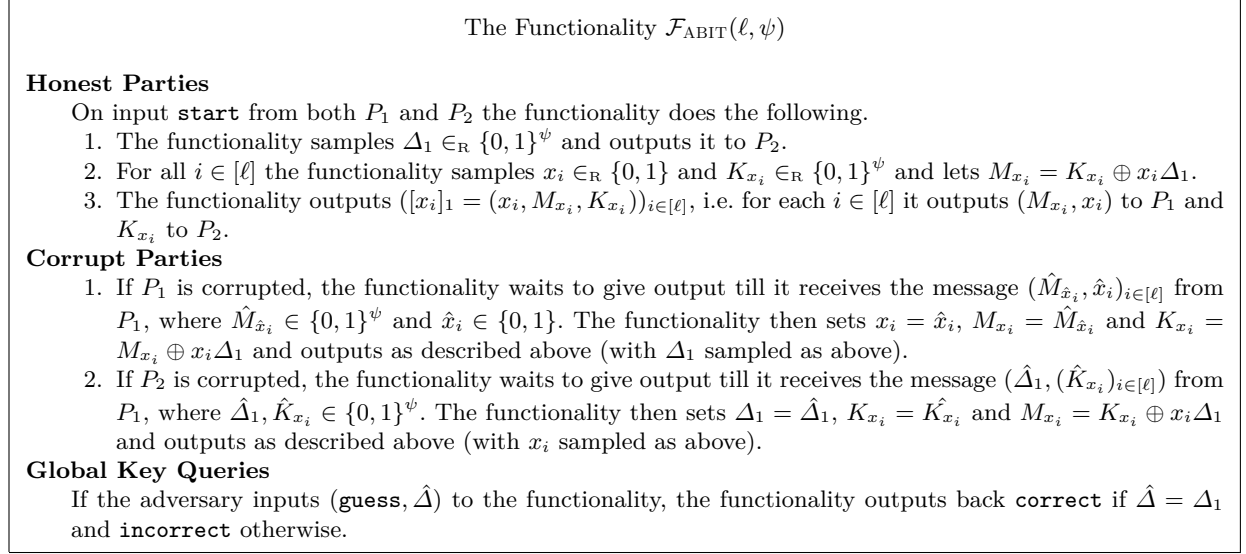 The Functionality 𝓕_ABIT(ℓ, ψ)
Honest Parties
On input start from both P₁ and P₂ the functionality does the following.
1. The functionality samples Δ₁ ∈_R {0, 1}^ψ and outputs it to P₂.
2. For all i ∈ [ℓ] the functionality samples x_i ∈_R {0, 1} and K_{x_i} ∈_R {0, 1}^ψ and lets M_{x_i} = K_{x_i} ⊕ x_iΔ₁.
3. The functionality outputs ([x_i]₁ = (x_i, M_{x_i}, K_{x_i}))_{i∈[ℓ]}, i.e. for each i ∈ [ℓ] it outputs (M_{x_i}, x_i) to P₁ and
K_{x_i} to P₂.
Corrupt Parties
1. If P₁ is corrupted, the functionality waits to give output till it receives the message (M̂_{x̂_i}, x̂_i)_{i∈[ℓ]} from
P₁, where M̂_{x̂_i} ∈ {0, 1}^ψ and x̂_i ∈ {0, 1}. The functionality then sets x_i = x̂_i, M_{x_i} = M̂_{x̂_i} and K_{x_i} =
M_{x_i} ⊕ x_iΔ₁ and outputs as described above (with Δ₁ sampled as above).
2. If P₂ is corrupted, the functionality waits to give output till it receives the message (Δ̂₁, (K̂_{x_i})_{i∈[ℓ]}) from
P₁, where Δ̂₁, K̂_{x_i} ∈ {0, 1}^ψ. The functionality then sets Δ₁ = Δ̂₁, K_{x_i} = K̂_{x_i} and M_{x_i} = K_{x_i} ⊕ x_iΔ₁
and outputs as described above (with x_i sampled as above).
Global Key Queries
If the adversary inputs (guess, Δ̂) to the functionality, the functionality outputs back correct if Δ̂ = Δ₁
and incorrect otherwise.